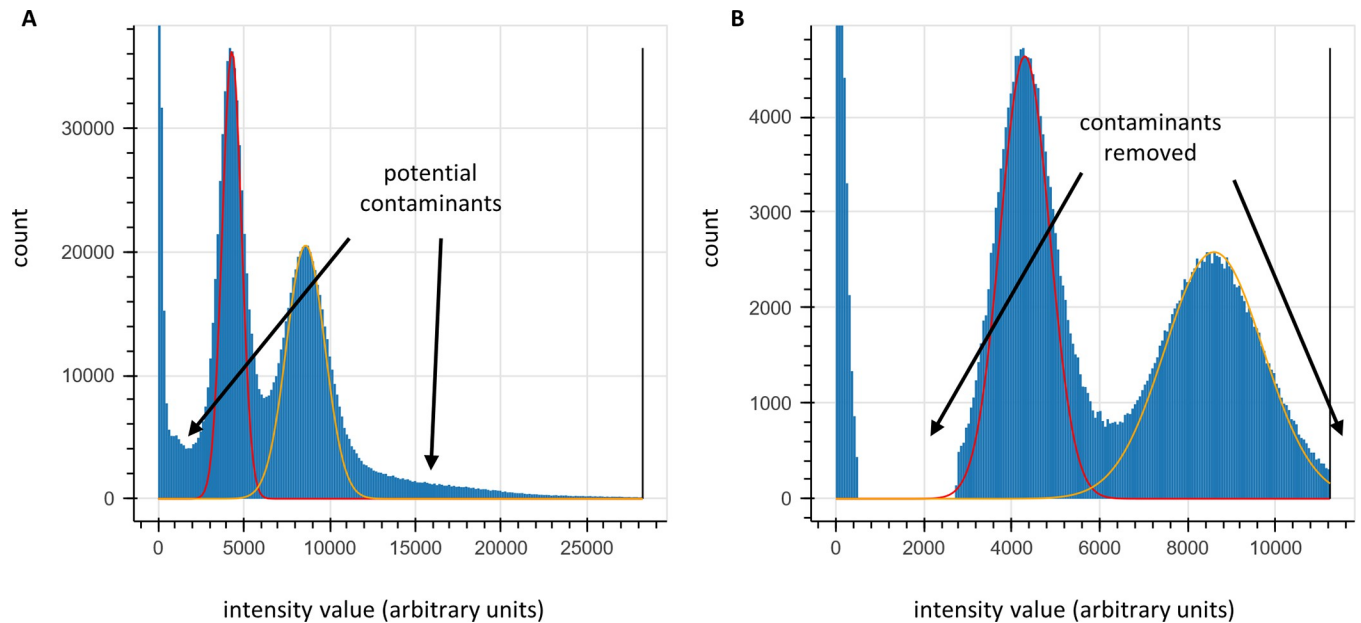 A
30000
20000
10000
0
count
potential
contaminants
0 5000 10000 15000 20000 25000
intensity value (arbitrary units)
B
4000
3000
2000
1000
0
count
contaminants
removed
0 2000 4000 6000 8000 10000
intensity value (arbitrary units)